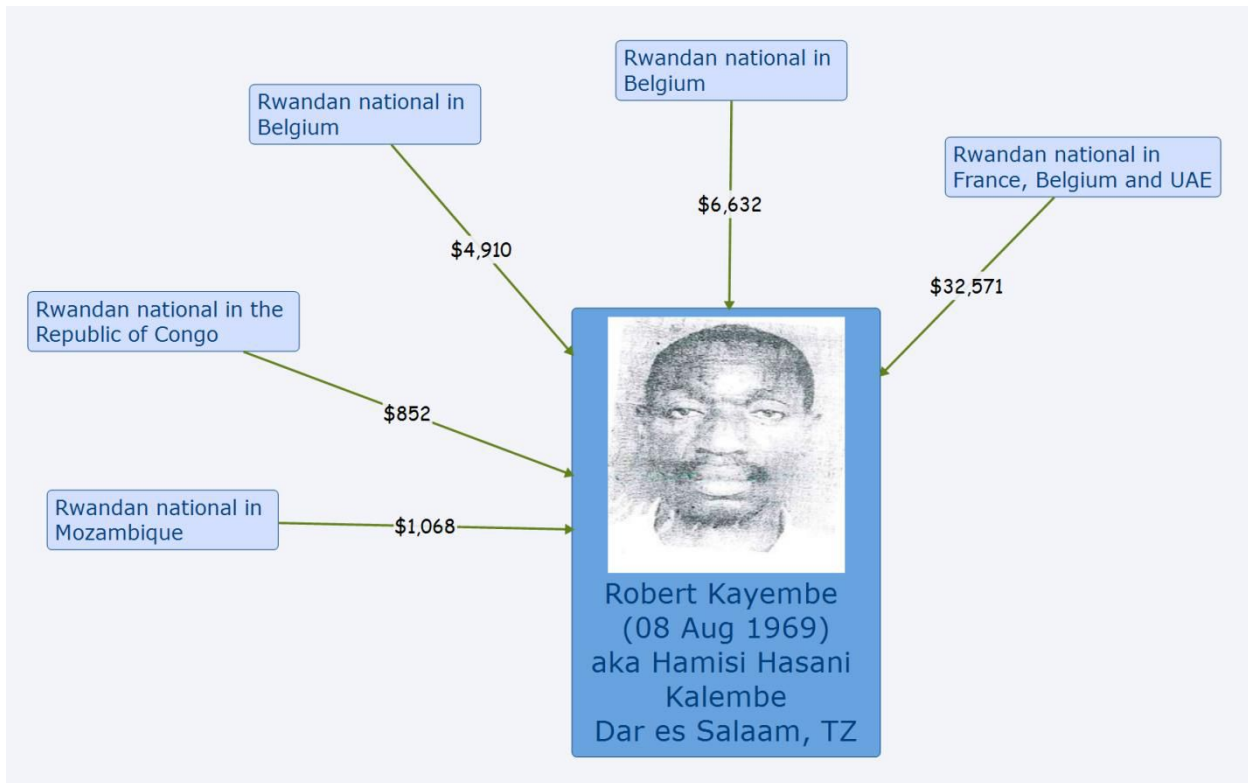 Rwandan national in
Belgium
Rwandan national in
Belgium
Rwandan national in
France, Belgium and UAE
$6,632
$4,910
$32,571
Rwandan national in the
Republic of Congo
$852
Rwandan national in
Mozambique
$1,068
Robert Kayembe
(08 Aug 1969)
aka Hamisi Hasani
Kalembe
Dar es Salaam, TZ